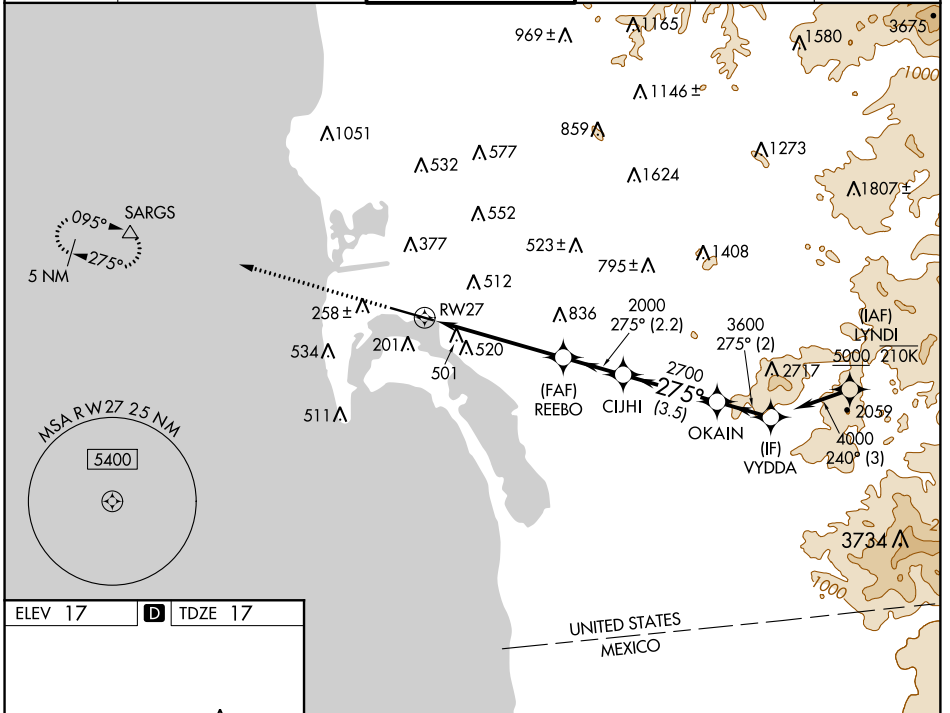 969 ±
1165
1580
3675
1000
1146 ±
1051
859
532
577
1273
1624
1807 ±
095°
SARGS
552
377
523 ±
1408
275°
5 NM
795 ±
512
2000
275° (2.2)
(IAF)
LYNDI
258 ±
RW27
836
3600
275° (2)
534
201
520
501
2717
5000
210K
2700
275°
(3.5)
(FAF)
REEBO
CIJHI
511
2059
OKAIN
4000
240° (3)
(IF)
VYDDA
MSA RW27 25 NM
5400
3734
1000
ELEV 17
D
TDZE 17
UNITED STATES
MEXICO